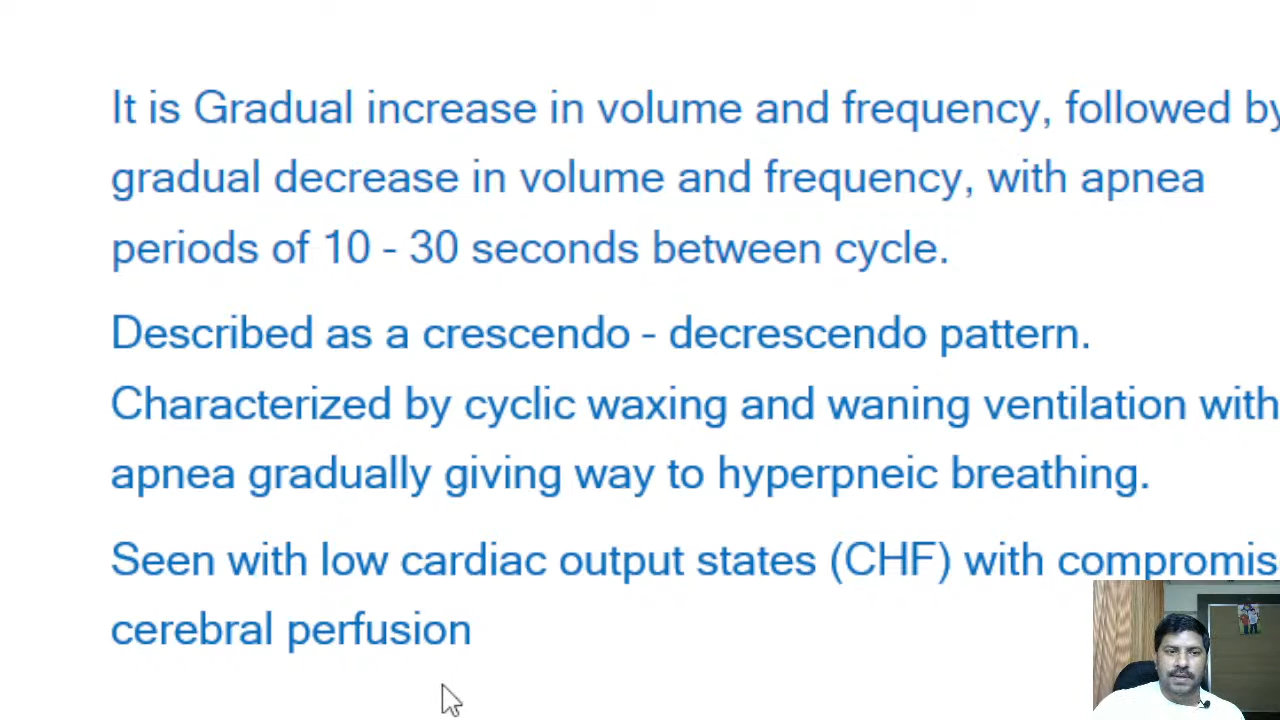 It is Gradual increase in volume and frequency, followed by
gradual decrease in volume and frequency, with apnea
periods of 10 - 30 seconds between cycle.
Described as a crescendo - decrescendo pattern.
Characterized by cyclic waxing and waning ventilation with
apnea gradually giving way to hyperpneic breathing.
Seen with low cardiac output states (CHF) with compromis
cerebral perfusion